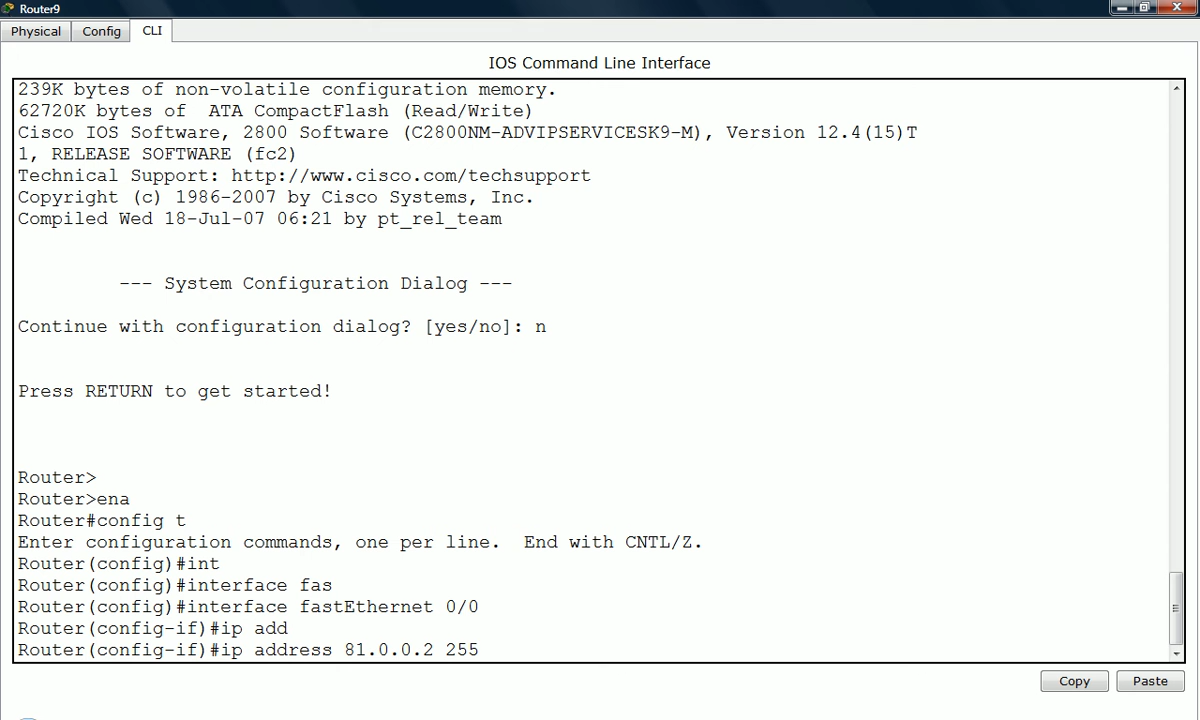 Router9
Physical Config CLI
IOS Command Line Interface
239K bytes of non-volatile configuration memory.
62720K bytes of  ATA CompactFlash (Read/Write)
Cisco IOS Software, 2800 Software (C2800NM-ADVIPSERVICESK9-M), Version 12.4(15)T
1, RELEASE SOFTWARE (fc2)
Technical Support: http://www.cisco.com/techsupport
Copyright (c) 1986-2007 by Cisco Systems, Inc.
Compiled Wed 18-Jul-07 06:21 by pt_rel_team
--- System Configuration Dialog ---
Continue with configuration dialog? [yes/no]: n
Press RETURN to get started!
Router>
Router>ena
Router#config t
Enter configuration commands, one per line.  End with CNTL/Z.
Router(config)#int
Router(config)#interface fas
Router(config)#interface fastEthernet 0/0
Router(config-if)#ip add
Router(config-if)#ip address 81.0.0.2 255
Copy Paste